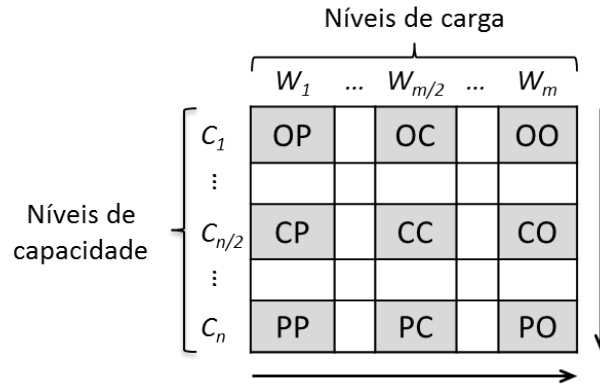 Níveis de carga
W1 ... Wm/2 ... Wm
C1 OP OC OO
...
Níveis de capacidade
Cn/2 CP CC CO
...
Cn PP PC PO